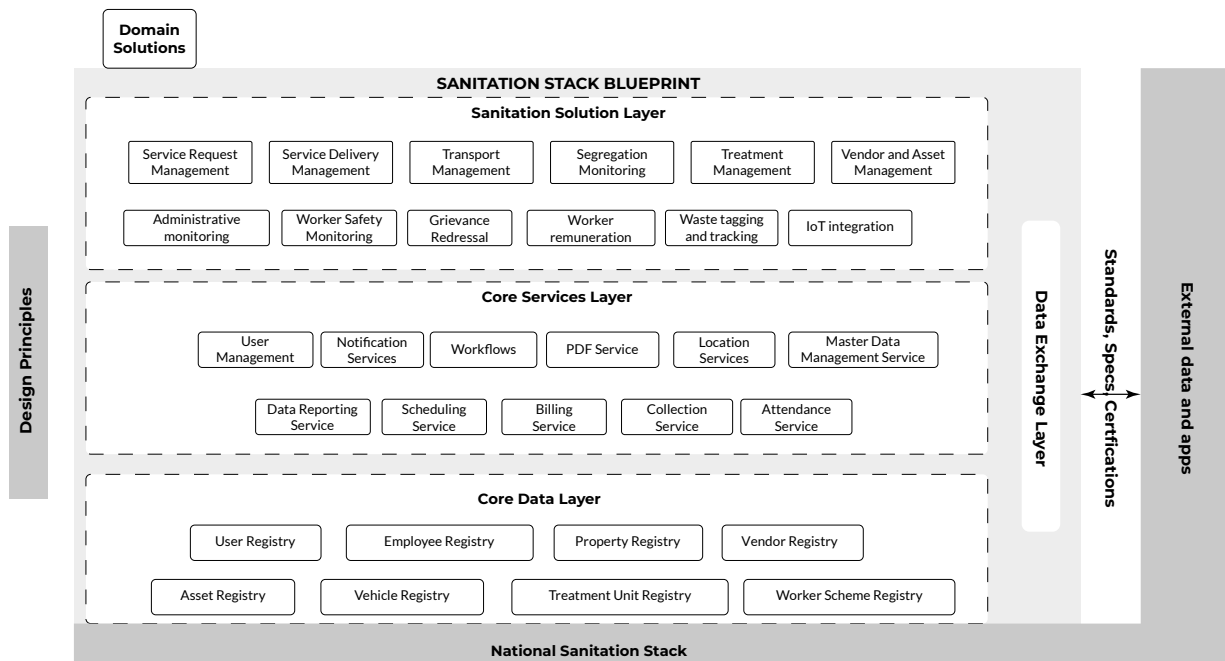 Domain
Solutions
SANITATION STACK BLUEPRINT
Sanitation Solution Layer
Service Request
Management
Service Delivery
Management
Transport
Management
Segregation
Monitoring
Treatment
Management
Vendor and Asset
Management
Administrative
monitoring
Worker Safety
Monitoring
Grievance
Redressal
Worker
remuneration
Waste tagging
and tracking
IoT integration
Core Services Layer
User
Management
Notification
Services
Workflows
PDF Service
Location
Services
Master Data
Management Service
Data Reporting
Service
Scheduling
Service
Billing
Service
Collection
Service
Attendance
Service
Core Data Layer
User Registry
Employee Registry
Property Registry
Vendor Registry
Asset Registry
Vehicle Registry
Treatment Unit Registry
Worker Scheme Registry
National Sanitation Stack
Design Principles
Data Exchange Layer
Standards, Specs, Certfications
External data and apps